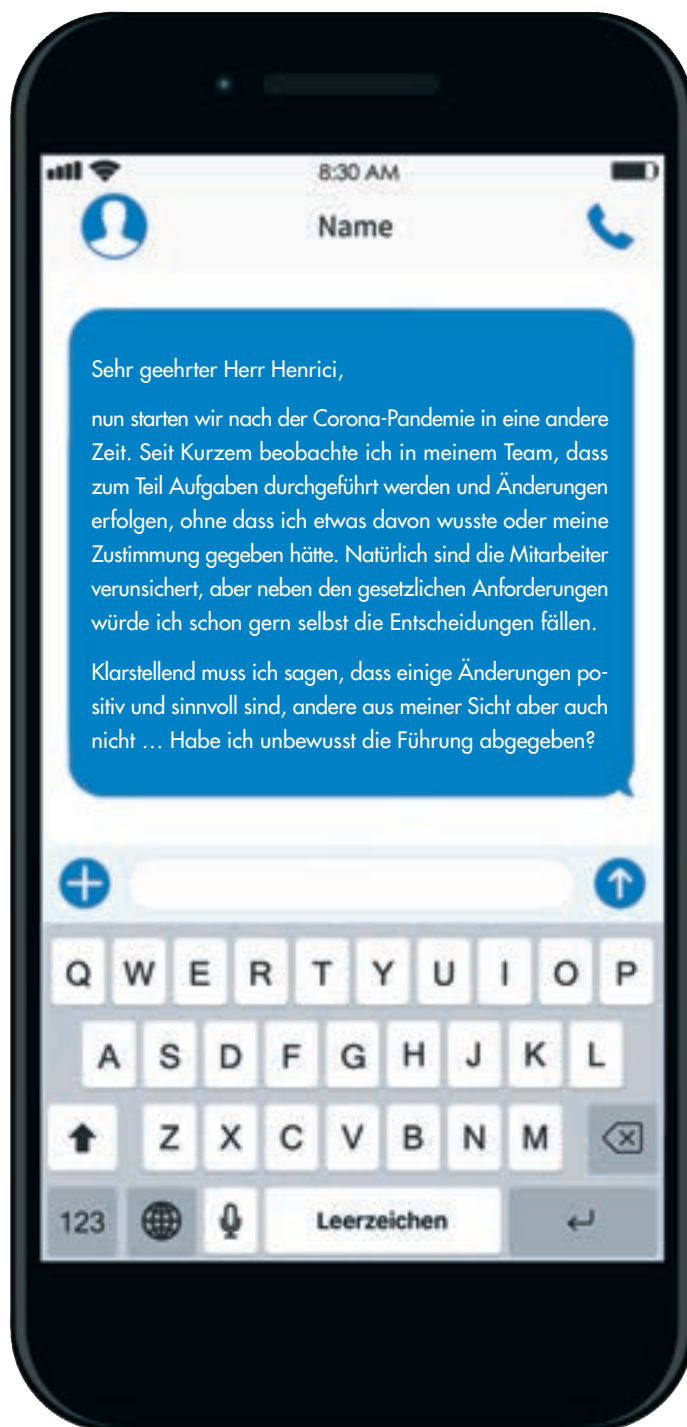 8:30 AM
Name
Sehr geehrter Herr Henrici,
nun starten wir nach der Corona-Pandemie in eine andere
Zeit. Seit Kurzem beobachte ich in meinem Team, dass
zum Teil Aufgaben durchgeführt werden und Änderungen
erfolgen, ohne dass ich etwas davon wusste oder meine
Zustimmung gegeben hätte. Natürlich sind die Mitarbeiter
verunsichert, aber neben den gesetzlichen Anforderungen
würde ich schon gern selbst die Entscheidungen fällen.
Klarstellend muss ich sagen, dass einige Änderungen po-
sitiv und sinnvoll sind, andere aus meiner Sicht aber auch
nicht … Habe ich unbewusst die Führung abgegeben?
Q W E R T Y U I O P
A S D F G H J K L
Z X C V B N M
123 Leerzeichen